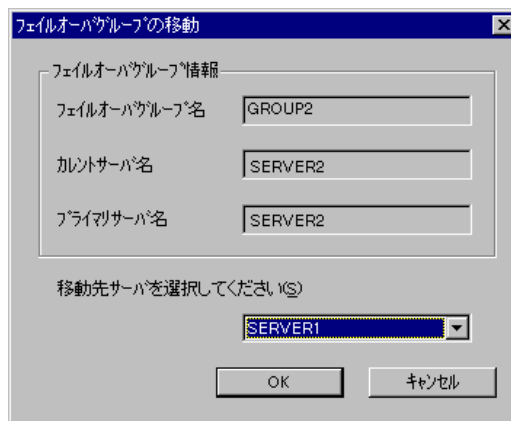 フェイルオーバグループの移動
フェイルオーバグループ情報
フェイルオーバグループ名
GROUP2
カレントサーバ名
SERVER2
プライマリサーバ名
SERVER2
移動先サーバを選択してください(S)
SERVER1
OK
キャンセル